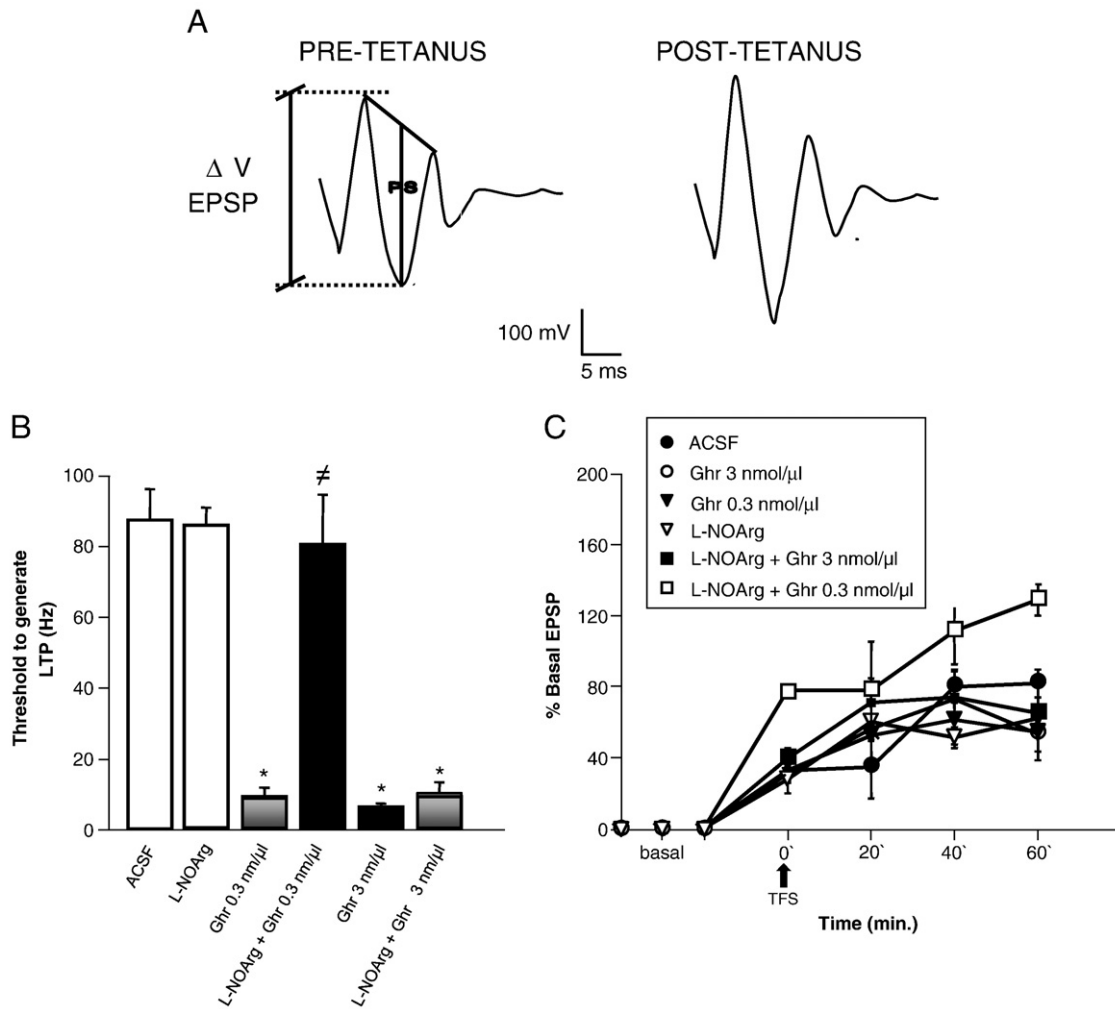 A
PRE-TETANUS
POST-TETANUS
Δ V
EPSP
PS
100 mV
5 ms
B
Threshold to generate
LTP (Hz)
100
80
60
40
20
0
*
≠
*
*
ACSF
L-NOArg
Ghr 0.3 nm/µl
L-NOArg + Ghr 0.3 nm/µl
Ghr 3 nm/µl
L-NOArg + Ghr 3 nm/µl
C
ACSF
Ghr 3 nmol/µl
Ghr 0.3 nmol/µl
L-NOArg
L-NOArg + Ghr 3 nmol/µl
L-NOArg + Ghr 0.3 nmol/µl
% Basal EPSP
200
160
120
80
40
0
basal
0`
20`
40`
60`
TFS
Time (min.)